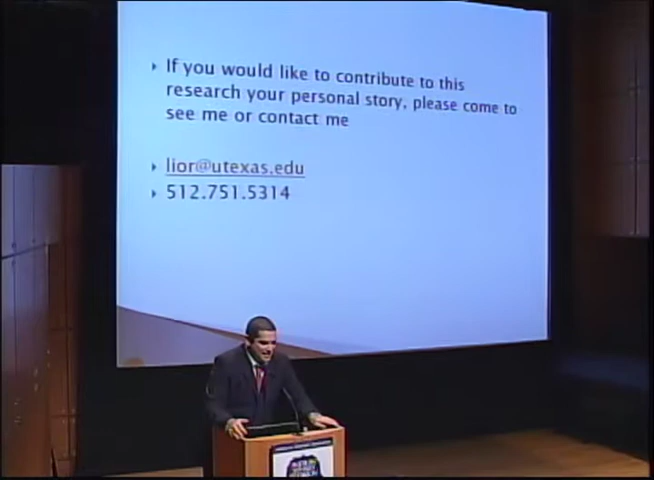 If you would like to contribute to this
research your personal story, please come to
see me or contact me
lior@utexas.edu
512.751.5314